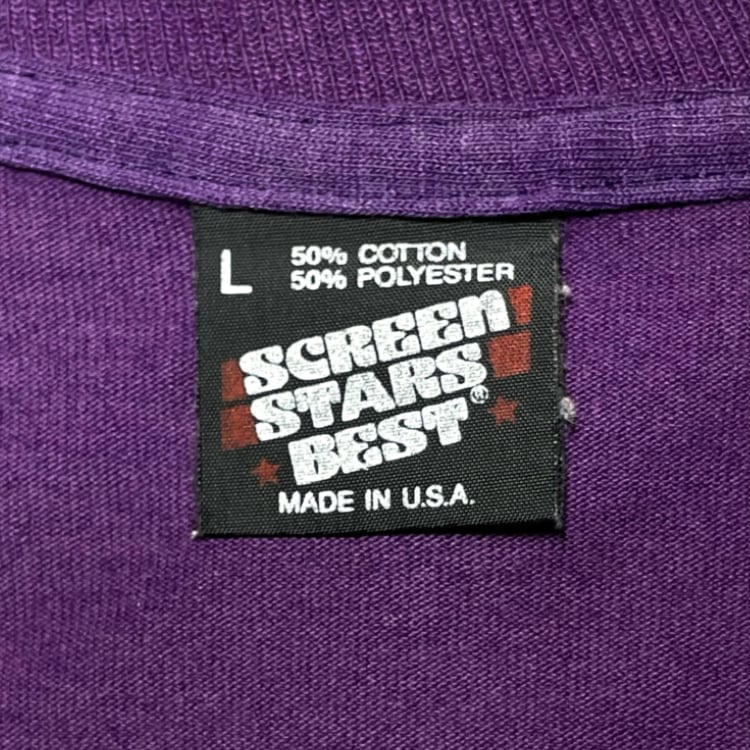 L
50% COTTON
50% POLYESTER
SCREEN
STARS
BEST®
MADE IN U.S.A.